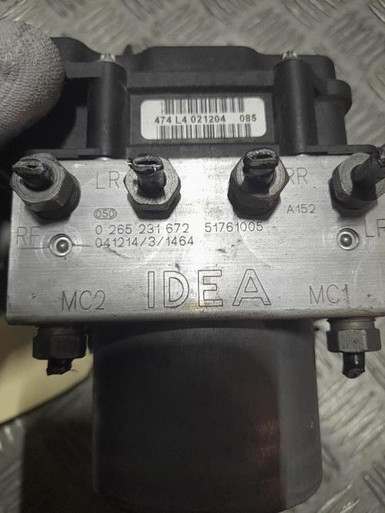 474 L4 021204 085
LR RR
050 A152
RF 0 265 231 672 51761005 LF
041214/3/1464
MC2 IDEA MC1